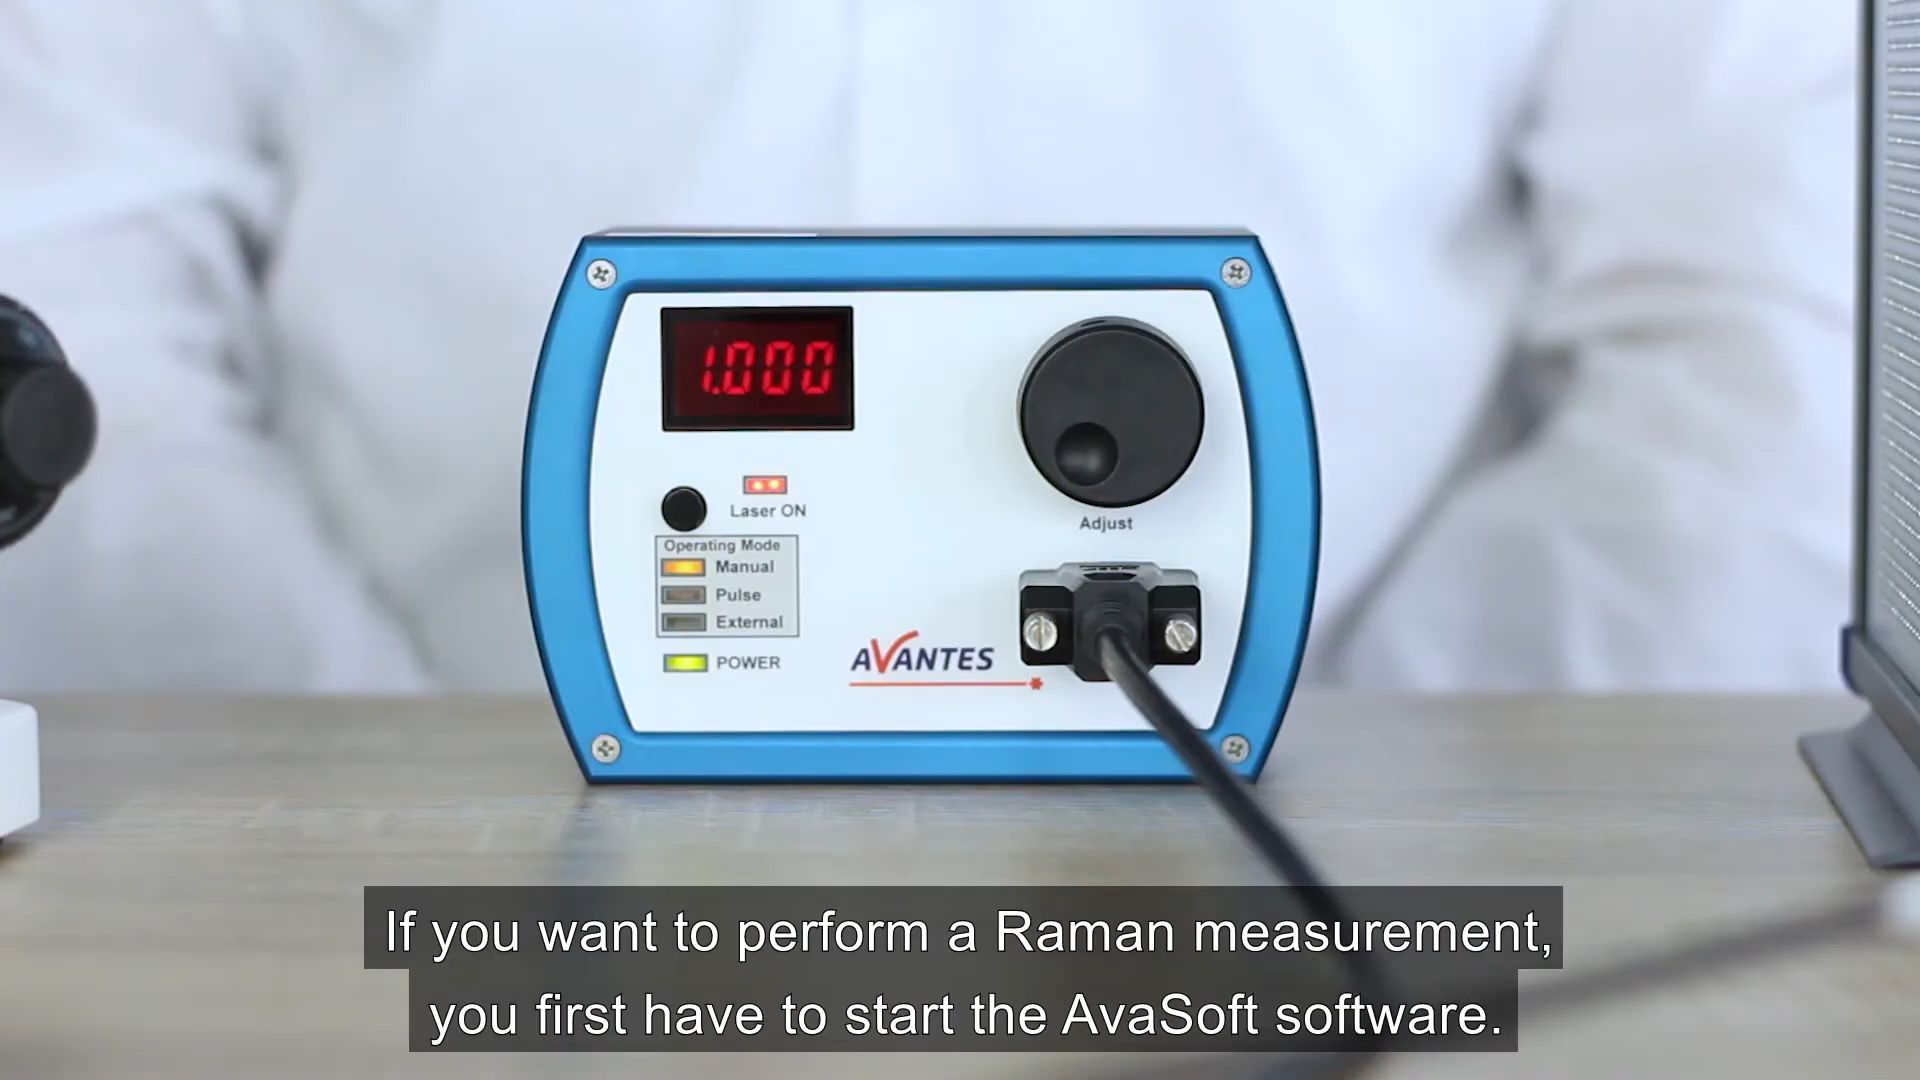 1.000
Laser ON
Adjust
Operating Mode
Manual
Pulse
External
POWER
AVANTES
If you want to perform a Raman measurement,
you first have to start the AvaSoft software.